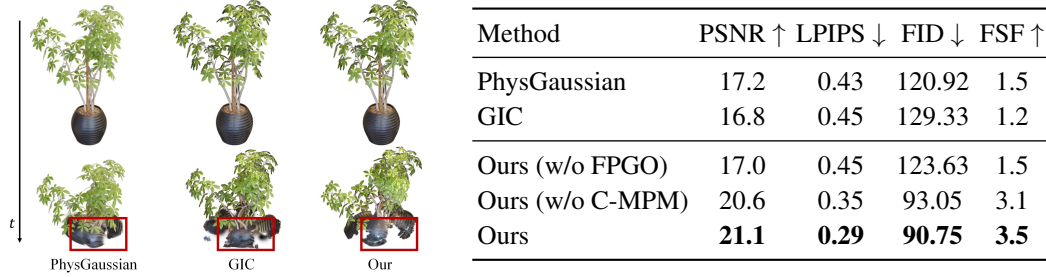 t
PhysGaussian GIC Our
Method PSNR ↑ LPIPS ↓ FID ↓ FSF ↑
PhysGaussian 17.2 0.43 120.92 1.5
GIC 16.8 0.45 129.33 1.2
Ours (w/o FPGO) 17.0 0.45 123.63 1.5
Ours (w/o C-MPM) 20.6 0.35 93.05 3.1
Ours 21.1 0.29 90.75 3.5